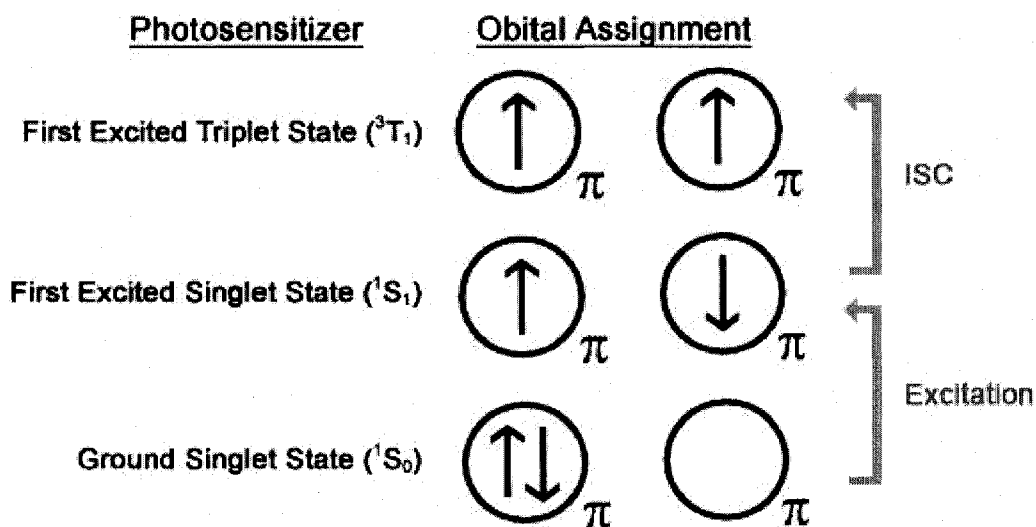 Photosensitizer Obital Assignment
First Excited Triplet State (³T₁)
π π
ISC
First Excited Singlet State (¹S₁)
π π
Excitation
Ground Singlet State (¹S₀)
π π